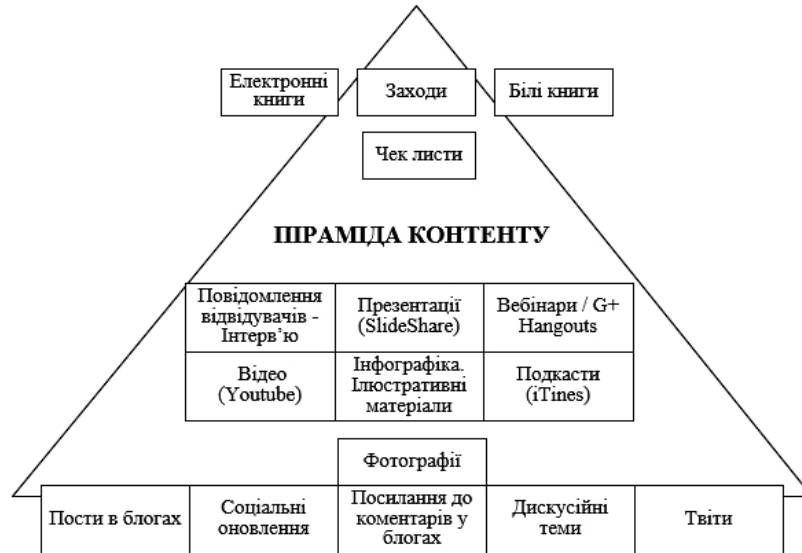 Електронні
книги
Заходи
Білі книги
Чек листи
ПІРАМІДА КОНТЕНТУ
Повідомлення
відвідувачів -
Інтерв’ю
Презентації
(SlideShare)
Вебінари / G+
Hangouts
Відео
(Youtube)
Інфографіка.
Ілюстративні
матеріали
Подкасти
(iTines)
Фотографії
Пости в блогах
Соціальні
оновлення
Посилання до
коментарів у
блогах
Дискусійні
теми
Твіти